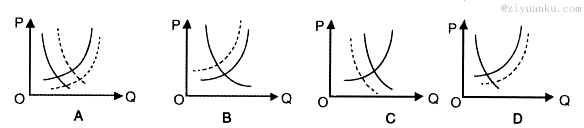 @ziyuanku.com
P P P P
O Q O Q O Q O Q
A B C D